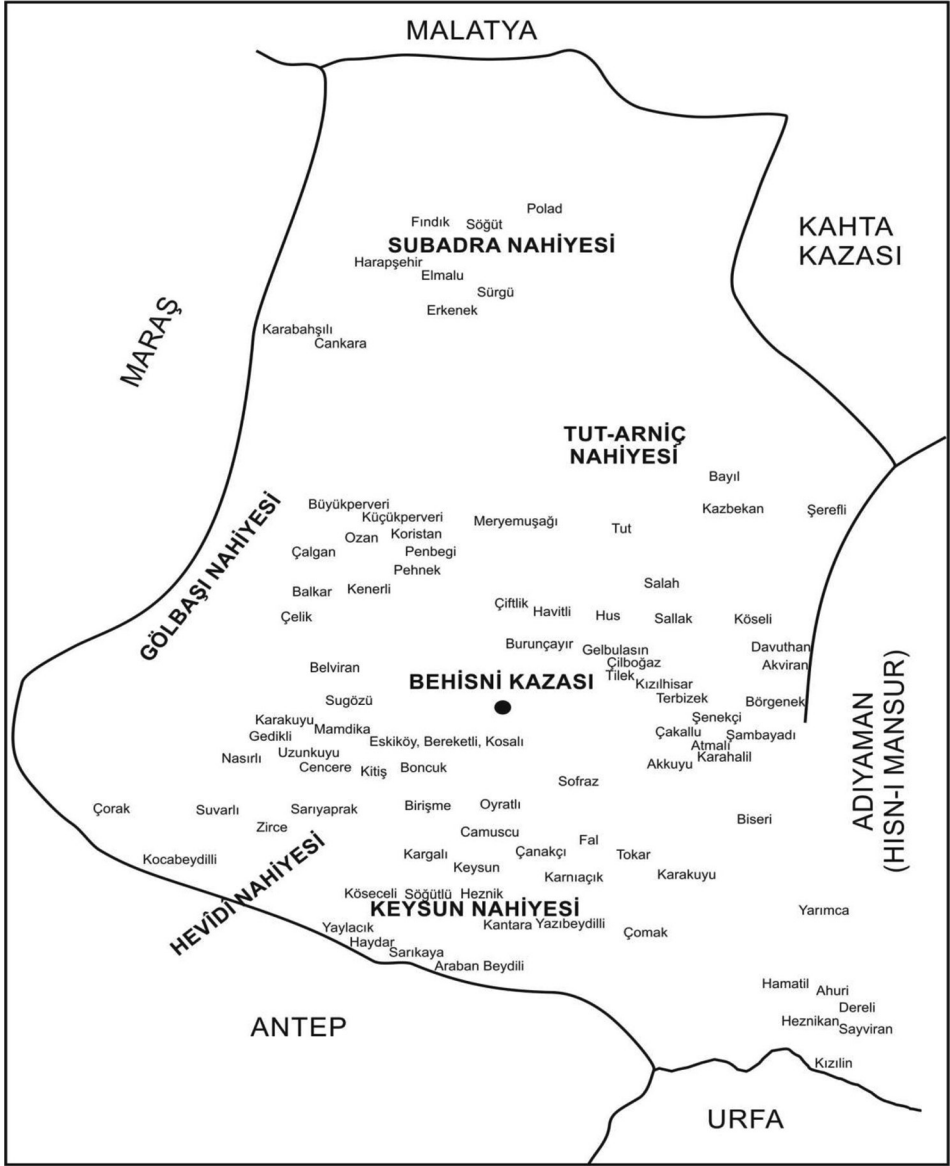 MALATYA
KAHTA
KAZASI
MARAŞ
Polad
Fındık
Söğüt
SUBADRA NAHİYESİ
Harapşehir
Elmalu
Sürgü
Erkenek
Karabahşılı
Cankara
TUT-ARNİÇ
NAHİYESİ
Bayıl
Kazbekan
Şerefli
GÖLBAŞI NAHİYESİ
Büyükperveri
Küçükperveri
Meryemuşağı
Tut
Koristan
Ozan
Penbegi
Çalgan
Pehnek
Salah
Balkar
Kenerli
Çelik
Çiftlik
Havitli
Hus
Sallak
Köseli
Burunçayır
Gelbulasın
Davuthan
Çilboğaz
Akviran
Belviran
Tilek
Kızılhisar
BEHİSNİ KAZASI
Terbizek
Börgenek
Sugözü
Şenekçi
Karakuyu
Mamdika
Çakallu
Şambayadı
Gedikli
Eskiköy, Bereketli, Kosalı
Atmalı
Uzunkuyu
Karahalil
Nasırlı
Cencere
Kitiş
Boncuk
Akkuyu
Sofraz
ADIYAMAN
(HISN-I MANSUR)
Çorak
Suvarlı
Sarıyaprak
Birişme
Oyratlı
Biseri
Zirce
Camuscu
Fal
Kocabeydilli
Kargalı
Çanakçı
Tokar
Keysun
Karnıaçık
Karakuyu
HEVÎDÎ NAHİYESİ
Köseceli
Söğütlü
Heznik
KEYSUN NAHİYESİ
Yarımca
Yaylacık
Kantara
Yazıbeydilli
Çomak
Haydar
Sarıkaya
Araban Beydili
Hamatil
Ahuri
Dereli
Heznikan
Sayviran
ANTEP
Kızılin
URFA